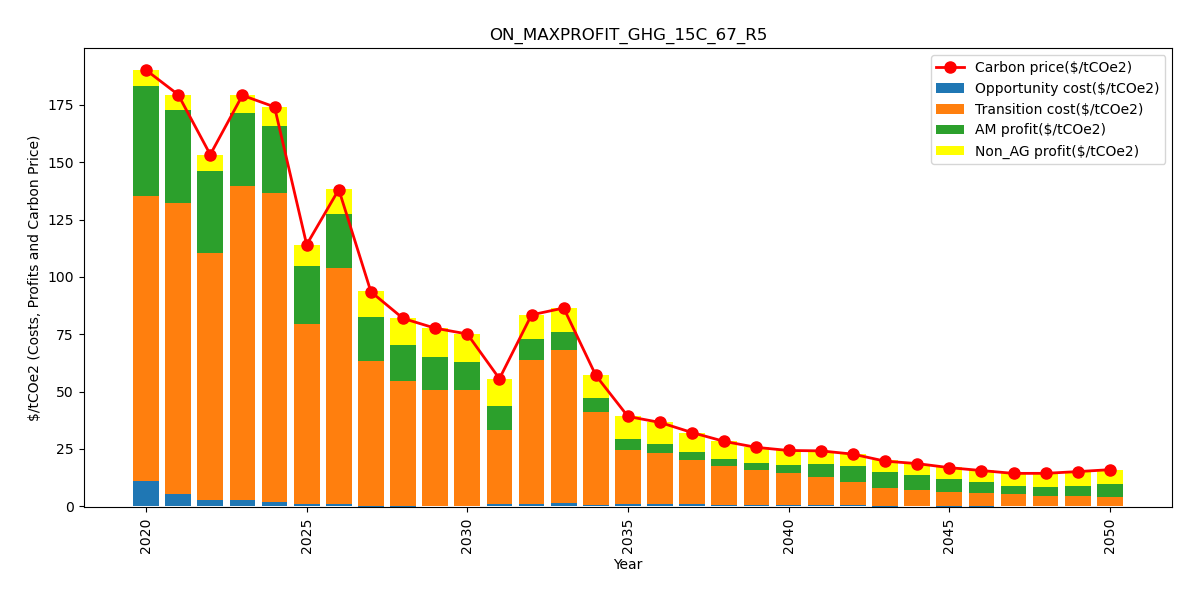 ON_MAXPROFIT_GHG_15C_67_R5
Carbon price($/tCOe2)
Opportunity cost($/tCOe2)
Transition cost($/tCOe2)
AM profit($/tCOe2)
Non_AG profit($/tCOe2)
$/tCOe2 (Costs, Profits and Carbon Price)
175
150
125
100
75
50
25
0
2020
2025
2030
2035
2040
2045
2050
Year